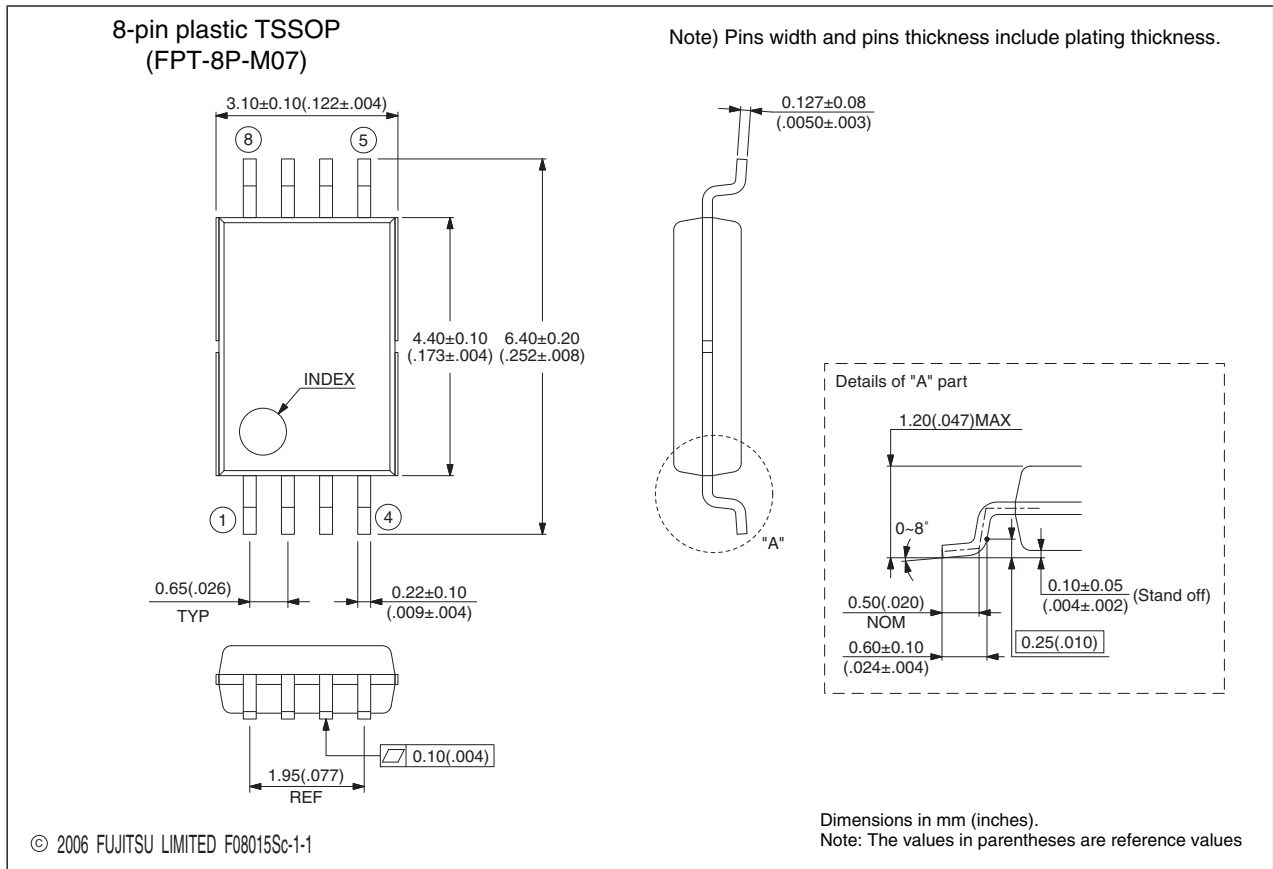 8-pin plastic TSSOP
(FPT-8P-M07)
Note) Pins width and pins thickness include plating thickness.
3.10±0.10(.122±.004)
0.127±0.08
(.0050±.003)
8
5
4.40±0.10
(.173±.004)
6.40±0.20
(.252±.008)
INDEX
1
4
"A"
0.65(.026)
TYP
0.22±0.10
(.009±.004)
Details of "A" part
1.20(.047)MAX
0~8˚
0.50(.020)
NOM
0.60±0.10
(.024±.004)
0.10±0.05
(.004±.002)
(Stand off)
0.25(.010)
0.10(.004)
1.95(.077)
REF
© 2006 FUJITSU LIMITED F08015Sc-1-1
Dimensions in mm (inches).
Note: The values in parentheses are reference values